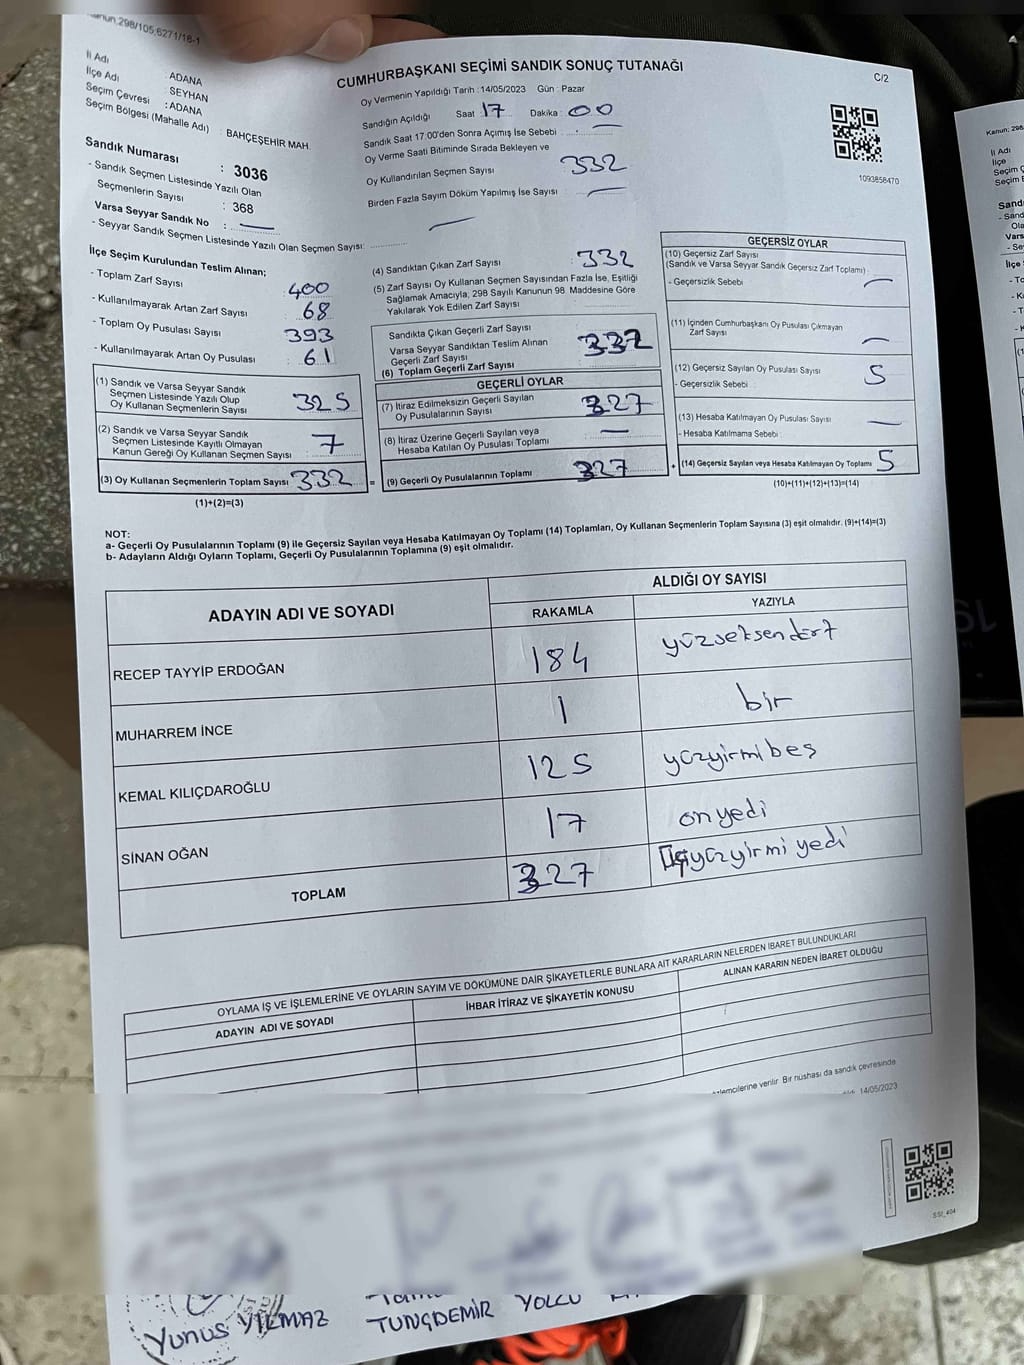 Kanun;298/105;6271/16-1
İl Adı : ADANA
İlçe Adı : SEYHAN
Seçim Çevresi : ADANA
Seçim Bölgesi (Mahalle Adı) : BAHÇEŞEHİR MAH.
Sandık Numarası : 3036
- Sandık Seçmen Listesinde Yazılı Olan
Seçmenlerin Sayısı : 368
Varsa Seyyar Sandık No : —
- Seyyar Sandık Seçmen Listesinde Yazılı Olan Seçmen Sayısı: —
CUMHURBAŞKANI SEÇİMİ SANDIK SONUÇ TUTANAĞI
C/2
Oy Vermenin Yapıldığı Tarih :14/05/2023 Gün : Pazar
Sandığın Açıldığı Saat : 17 Dakika : 00
Sandık Saat 17:00'den Sonra Açımış İse Sebebi : —
Oy Verme Saati Bitiminde Sırada Bekleyen ve
Oy Kullandırılan Seçmen Sayısı 332
Birden Fazla Sayım Döküm Yapılmış İse Sayısı —
1093858470
İlçe Seçim Kurulundan Teslim Alınan;
- Toplam Zarf Sayısı : 400
- Kullanılmayarak Artan Zarf Sayısı : 68
- Toplam Oy Pusulası Sayısı : 393
- Kullanılmayarak Artan Oy Pusulası : 61
(1) Sandık ve Varsa Seyyar Sandık
Seçmen Listesinde Yazılı Olup
Oy Kullanan Seçmenlerin Sayısı : 325
(2) Sandık ve Varsa Seyyar Sandık
Seçmen Listesinde Kayıtlı Olmayan
Kanun Gereği Oy Kullanan Seçmen Sayısı : 7
(3) Oy Kullanan Seçmenlerin Toplam Sayısı : 332
(1)+(2)=(3)
(4) Sandıktan Çıkan Zarf Sayısı : 332
(5) Zarf Sayısı Oy Kullanan Seçmen Sayısından Fazla İse, Eşitliği
Sağlamak Amacıyla; 298 Sayılı Kanunun 98. Maddesine Göre
Yakılarak Yok Edilen Zarf Sayısı
Sandıkta Çıkan Geçerli Zarf Sayısı
Varsa Seyyar Sandıktan Teslim Alınan
Geçerli Zarf Sayısı
(6) Toplam Geçerli Zarf Sayısı : 332
GEÇERLİ OYLAR
(7) İtiraz Edilmeksizin Geçerli Sayılan
Oy Pusulalarının Sayısı : 327
(8) İtiraz Üzerine Geçerli Sayılan veya
Hesaba Katılan Oy Pusulası Toplamı : —
= (9) Geçerli Oy Pusulalarının Toplamı : 327
GEÇERSİZ OYLAR
(10) Geçersiz Zarf Sayısı
(Sandık ve Varsa Seyyar Sandık Geçersiz Zarf Toplamı)
- Geçersizlik Sebebi : —
(11) İçinden Cumhurbaşkanı Oy Pusulası Çıkmayan
Zarf Sayısı : —
(12) Geçersiz Sayılan Oy Pusulası Sayısı : 5
- Geçersizlik Sebebi :
(13) Hesaba Katılmayan Oy Pusulası Sayısı : —
- Hesaba Katılmama Sebebi :
+ (14) Geçersiz Sayılan veya Hesaba Katılmayan Oy Toplamı : 5
(10)+(11)+(12)+(13)=(14)
NOT:
a- Geçerli Oy Pusulalarının Toplamı (9) ile Geçersiz Sayılan veya Hesaba Katılmayan Oy Toplamı (14) Toplamları, Oy Kullanan Seçmenlerin Toplam Sayısına (3) eşit olmalıdır. (9)+(14)=(3)
b- Adayların Aldığı Oyların Toplamı, Geçerli Oy Pusulalarının Toplamına (9) eşit olmalıdır.
ADAYIN ADI VE SOYADI ALDIĞI OY SAYISI
RAKAMLA YAZIYLA
RECEP TAYYİP ERDOĞAN 184 yüzseksendört
MUHARREM İNCE 1 bir
KEMAL KILIÇDAROĞLU 125 yüzyirmibeş
SİNAN OĞAN 17 onyedi
TOPLAM 327 Üçyüzyirmi yedi
OYLAMA İŞ VE İŞLEMLERİNE VE OYLARIN SAYIM VE DÖKÜMÜNE DAİR ŞİKAYETLERLE BUNLARA AİT KARARLARIN NELERDEN İBARET BULUNDUKLARI
ADAYIN ADI VE SOYADI İHBAR İTİRAZ VE ŞİKAYETİN KONUSU ALINAN KARARIN NEDEN İBARET OLDUĞU
verilir. Bir nüshası da sandık çevresinde
14/05/2023
SSI_404
Yunus YILMAZ TUNÇDEMİR YOLCU
Kanun; 298
İl Adı
İlçe
Seçim Ç
Seçim B